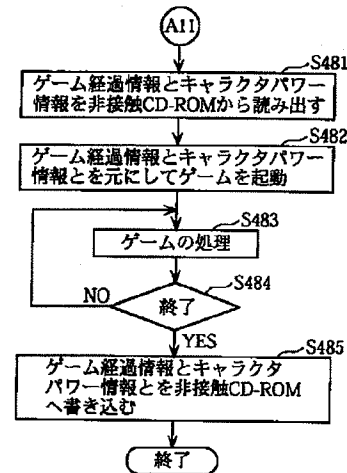 A11
S481
ゲーム経過情報とキャラクタパワー
情報を非接触CD-ROMから読み出す
S482
ゲーム経過情報とキャラクタパワー
情報とを元にしてゲームを起動
S483
ゲームの処理
S484
終了
NO
YES
S485
ゲーム経過情報とキャラクタ
パワー情報とを非接触CD-ROM
へ書き込む
終了